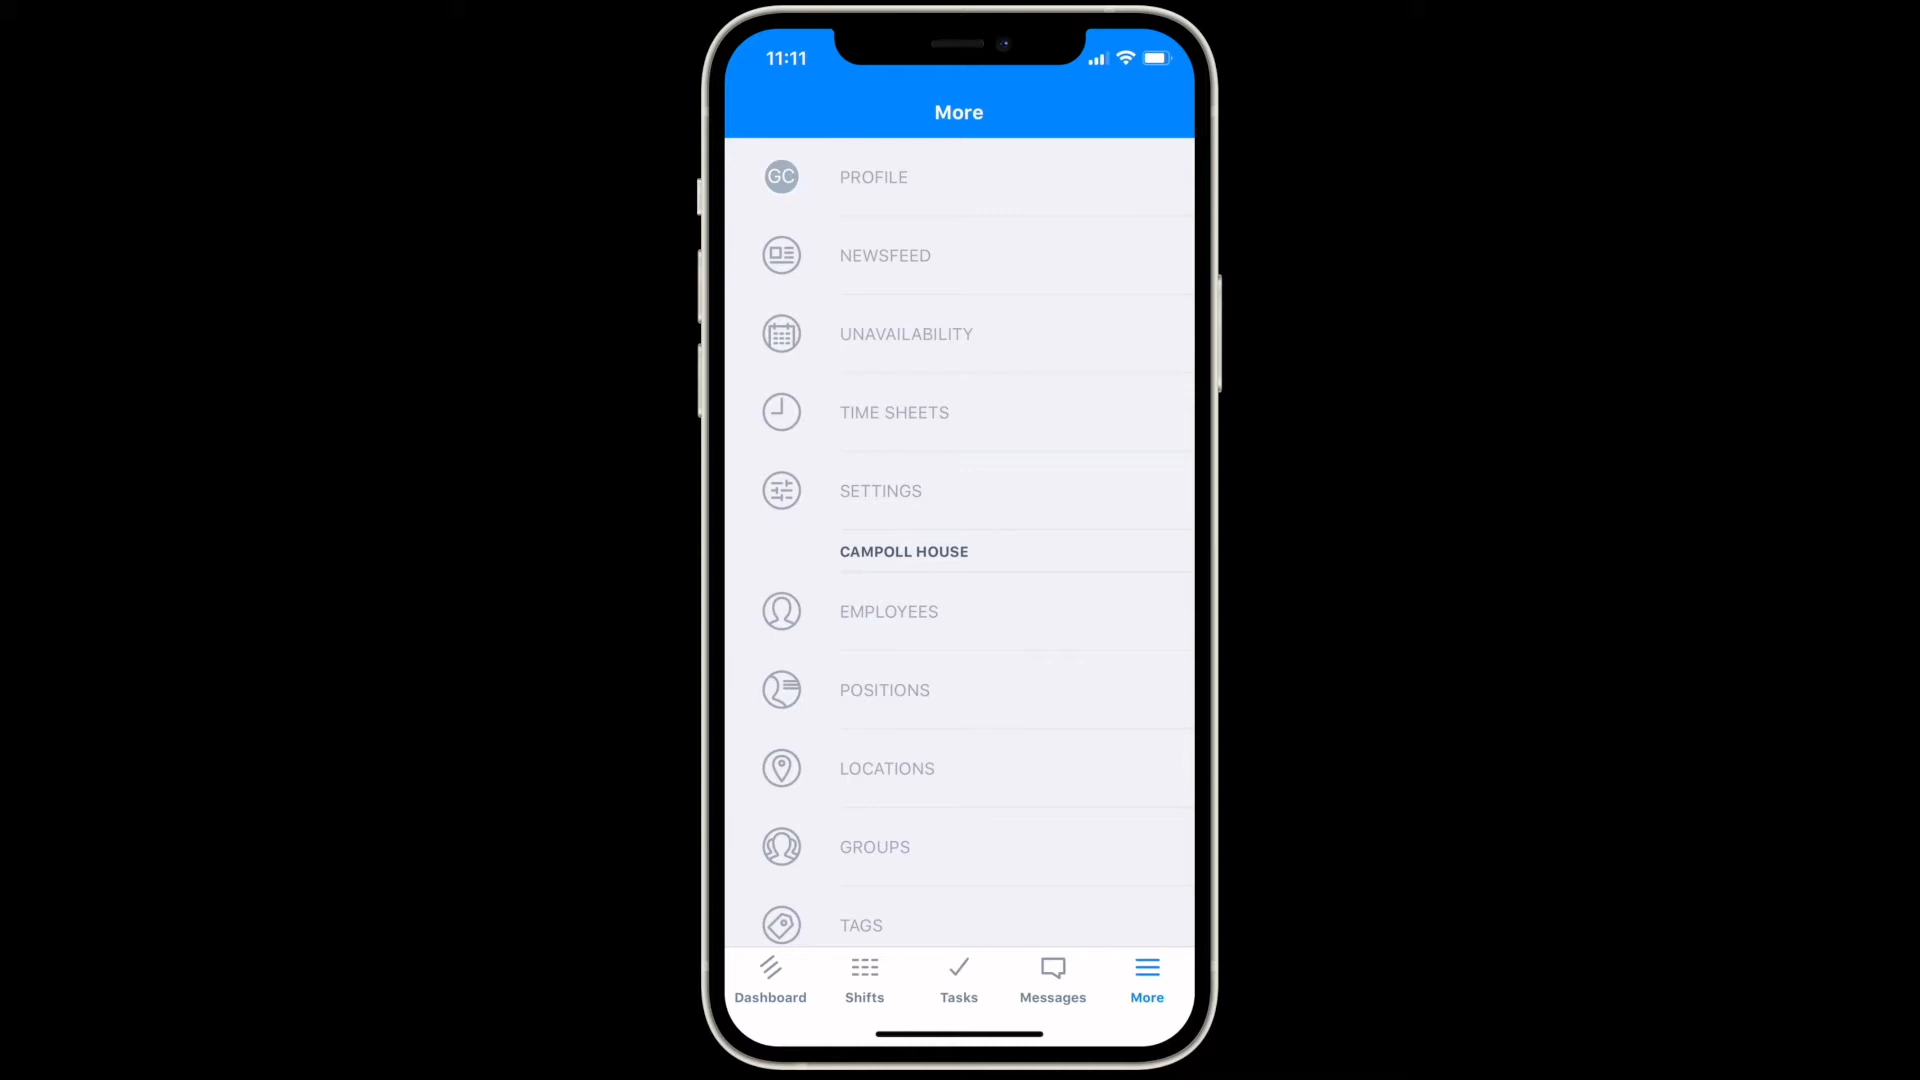 11:11
More
GC PROFILE
NEWSFEED
UNAVAILABILITY
TIME SHEETS
SETTINGS
CAMPOLL HOUSE
EMPLOYEES
POSITIONS
LOCATIONS
GROUPS
TAGS
Dashboard Shifts Tasks Messages More